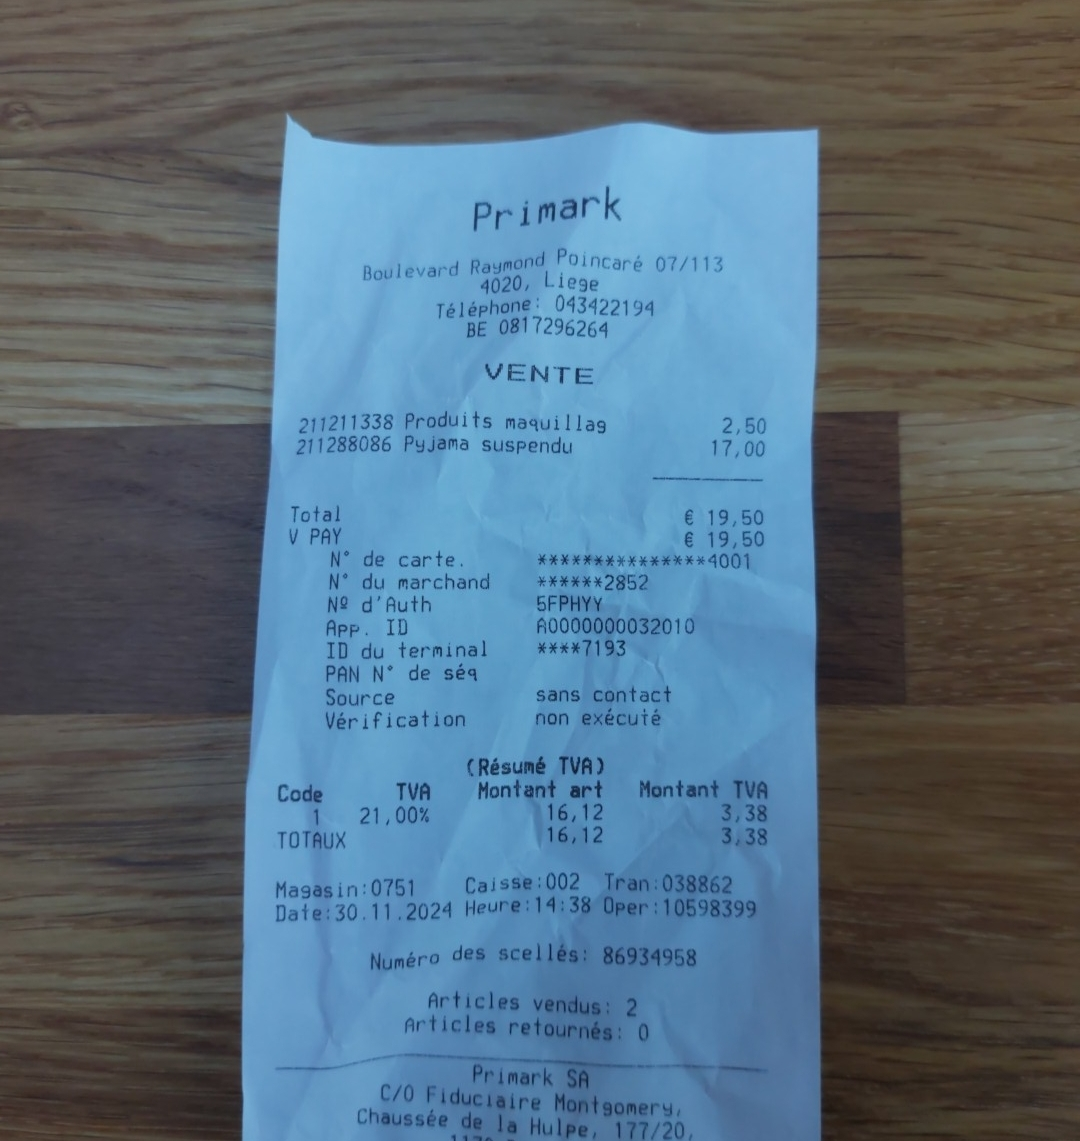 Primark
Boulevard Raymond Poincaré 07/113
4020, Liege
Téléphone: 043422194
BE 0817296264
VENTE
211211338 Produits maquillag 2,50
211288086 Pyjama suspendu 17,00
Total € 19,50
V PAY € 19,50
N° de carte. ***************4001
N° du marchand ******2852
Nº d'Auth 5FPHYY
App. ID A0000000032010
ID du terminal ****7193
PAN N° de séq
Source sans contact
Vérification non exécuté
(Résumé TVA)
Code TVA Montant art Montant TVA
1 21,00% 16,12 3,38
TOTAUX 16,12 3,38
Magasin:0751 Caisse:002 Tran:038862
Date:30.11.2024 Heure:14:38 Oper:10598399
Numéro des scellés: 86934958
Articles vendus: 2
Articles retournés: 0
Primark SA
C/O Fiduciaire Montgomery,
Chaussée de la Hulpe, 177/20,